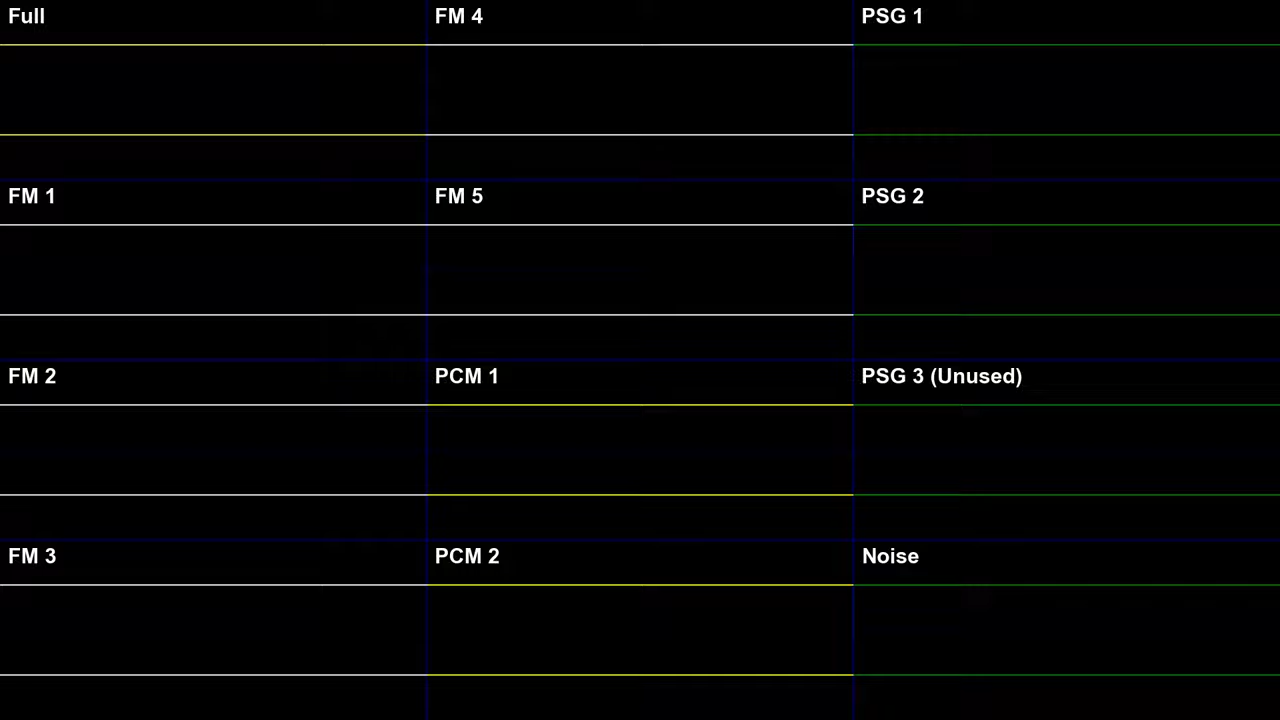 Full
FM 1
FM 2
FM 3
FM 4
FM 5
PCM 1
PCM 2
PSG 1
PSG 2
PSG 3 (Unused)
Noise